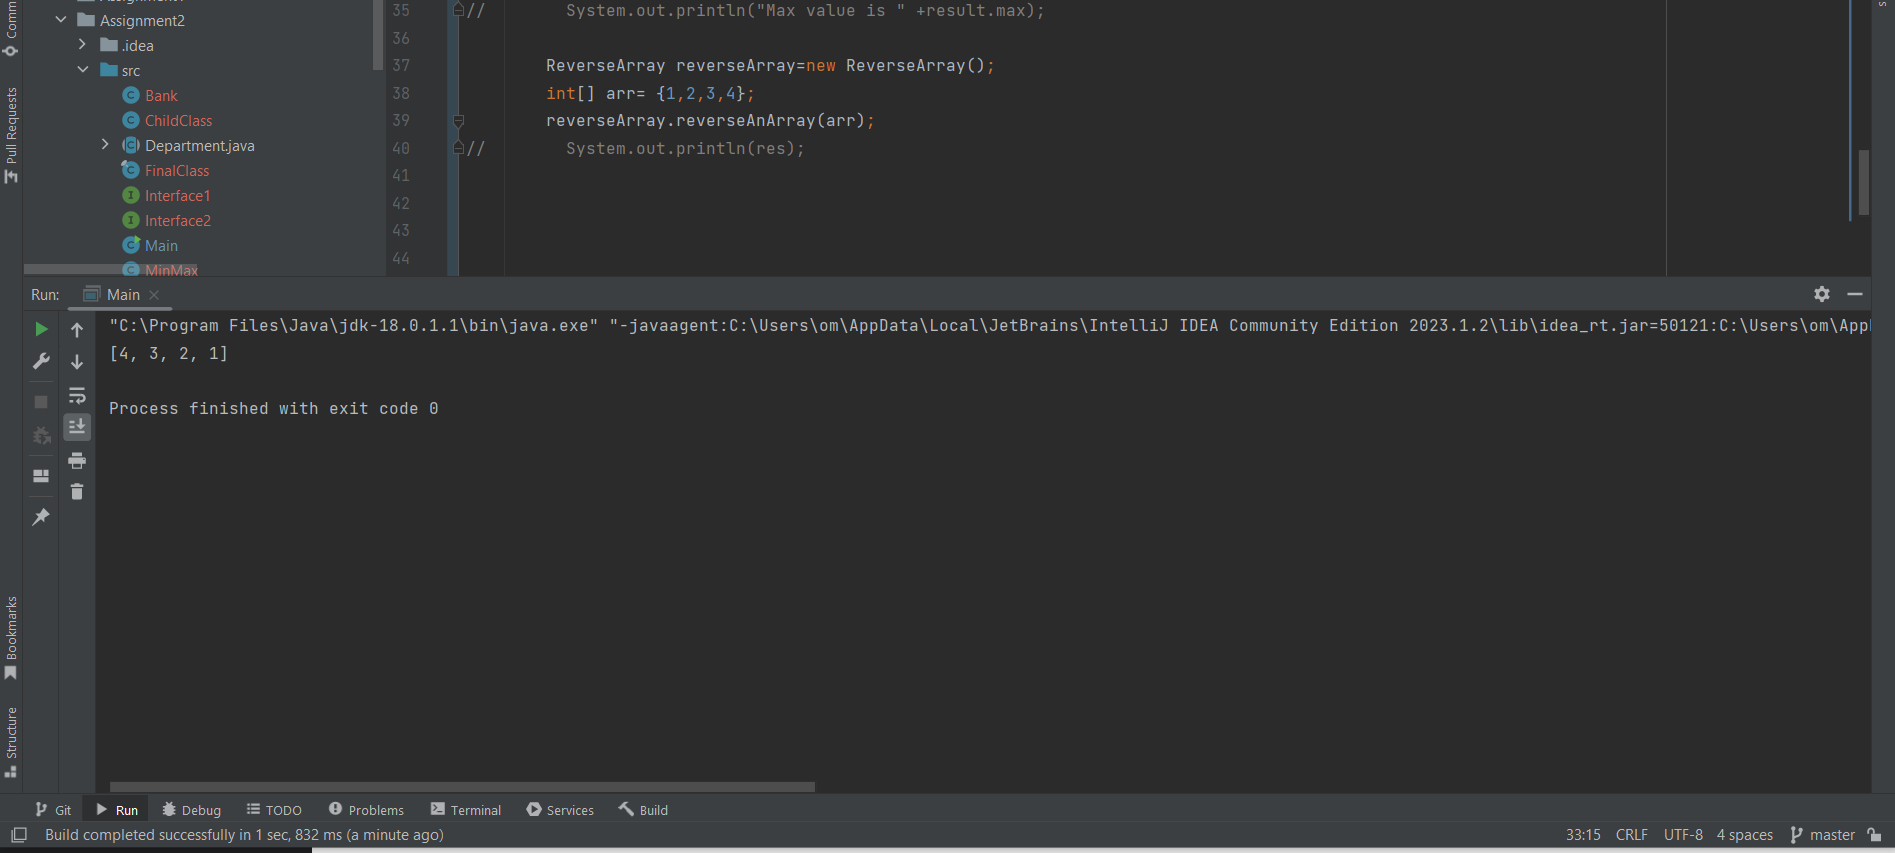 Comm
Pull Requests
Assignment2
.idea
src
Bank
ChildClass
Department.java
FinalClass
Interface1
Interface2
Main
MinMax
35 // System.out.println("Max value is " +result.max);
36
37 ReverseArray reverseArray=new ReverseArray();
38 int[] arr= {1,2,3,4};
39 reverseArray.reverseAnArray(arr);
40 // System.out.println(res);
41
42
43
44
Run: Main
"C:\Program Files\Java\jdk-18.0.1.1\bin\java.exe" "-javaagent:C:\Users\om\AppData\Local\JetBrains\IntelliJ IDEA Community Edition 2023.1.2\lib\idea_rt.jar=50121:C:\Users\om\App
[4, 3, 2, 1]
Process finished with exit code 0
Bookmarks
Structure
Git Run Debug TODO Problems Terminal Services Build
Build completed successfully in 1 sec, 832 ms (a minute ago) 33:15 CRLF UTF-8 4 spaces master